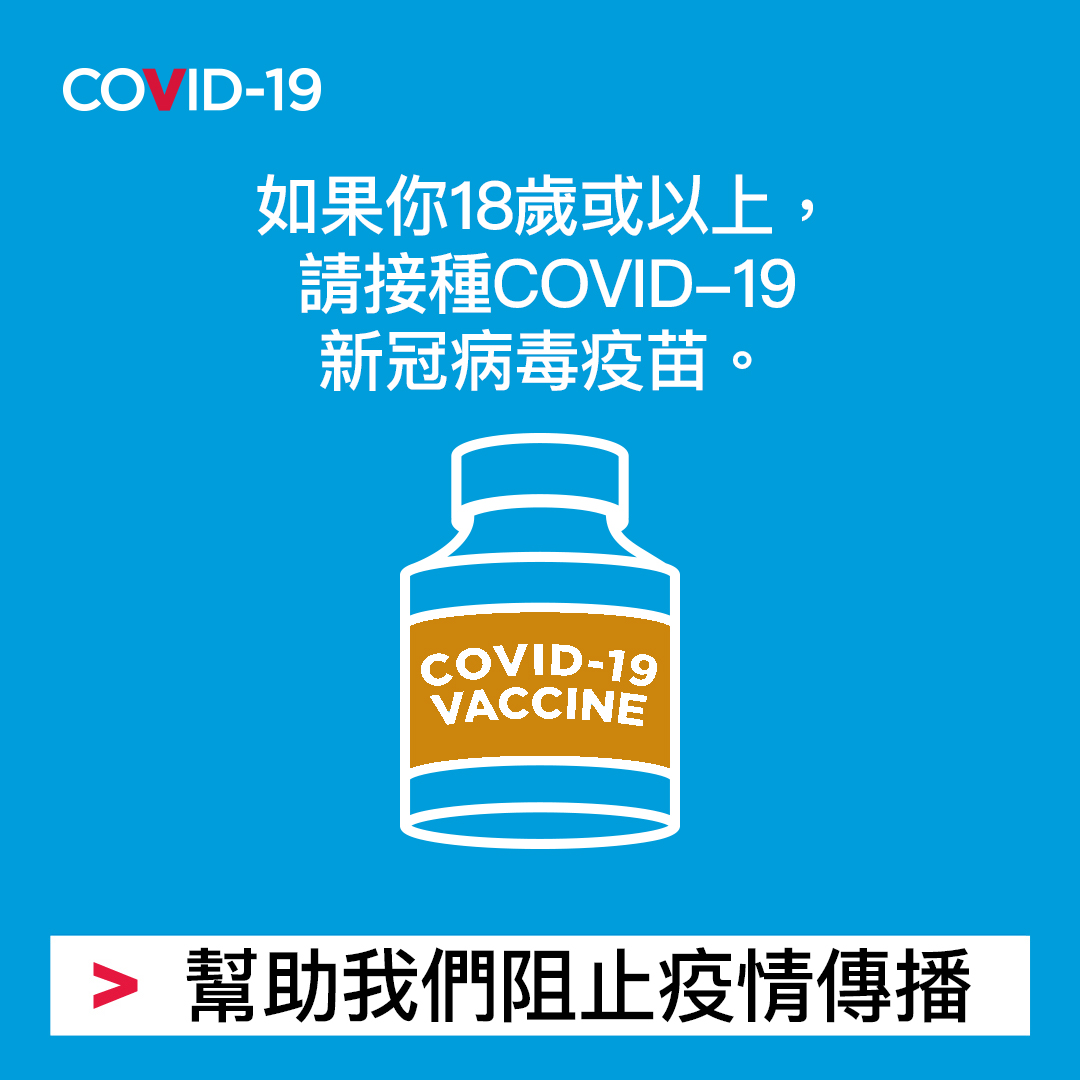 COVID-19
如果你18歲或以上，
請接種COVID–19
新冠病毒疫苗。
COVID-19
VACCINE
> 幫助我們阻止疫情傳播